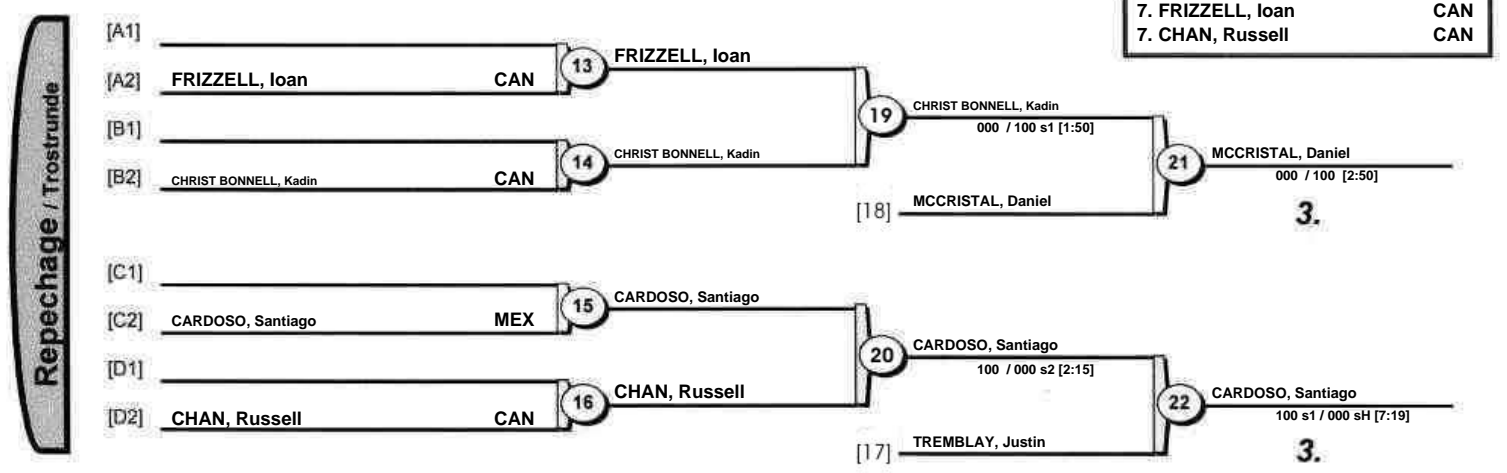 7. FRIZZELL, Ioan CAN
7. CHAN, Russell CAN
Repechage / Trostrunde
[A1]
[A2] FRIZZELL, Ioan CAN
13
FRIZZELL, Ioan
[B1]
[B2] CHRIST BONNELL, Kadin CAN
14
CHRIST BONNELL, Kadin
19
CHRIST BONNELL, Kadin
000 / 100 s1 [1:50]
[18] MCCRISTAL, Daniel
21
MCCRISTAL, Daniel
000 / 100 [2:50]
3.
[C1]
[C2] CARDOSO, Santiago MEX
15
CARDOSO, Santiago
[D1]
[D2] CHAN, Russell CAN
16
CHAN, Russell
20
CARDOSO, Santiago
100 / 000 s2 [2:15]
[17] TREMBLAY, Justin
22
CARDOSO, Santiago
100 s1 / 000 sH [7:19]
3.